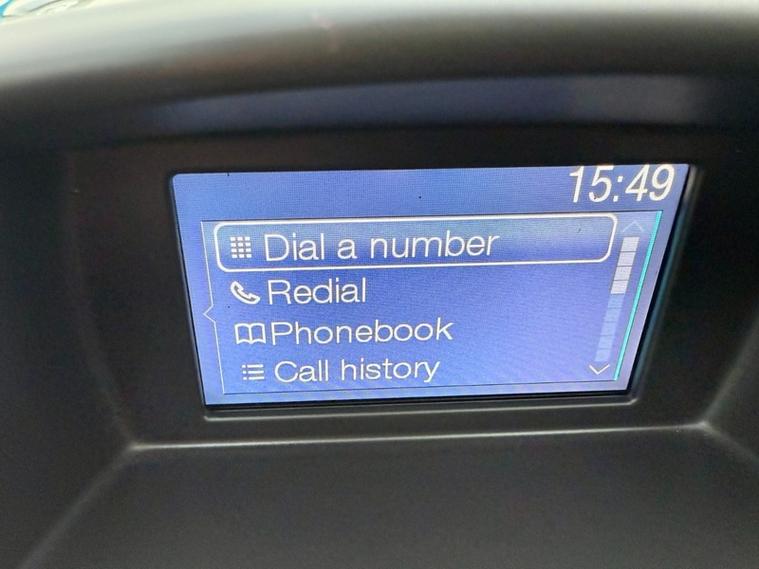 15:49
Dial a number
Redial
Phonebook
Call history